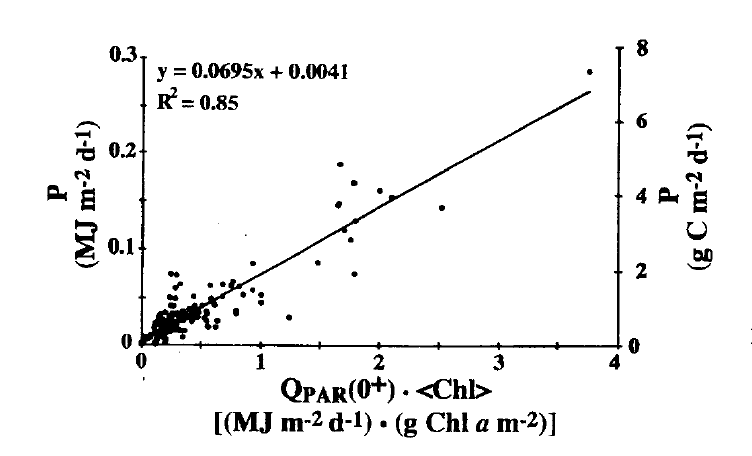 y = 0.0695x + 0.0041
R² = 0.85
0.3
0.2
0.1
0
P
(MJ m-2 d-1)
8
6
4
2
0
P
(g C m-2 d-1)
0 1 2 3 4
QPAR(0+) · <Chl>
[(MJ m-2 d-1) · (g Chl a m-2)]